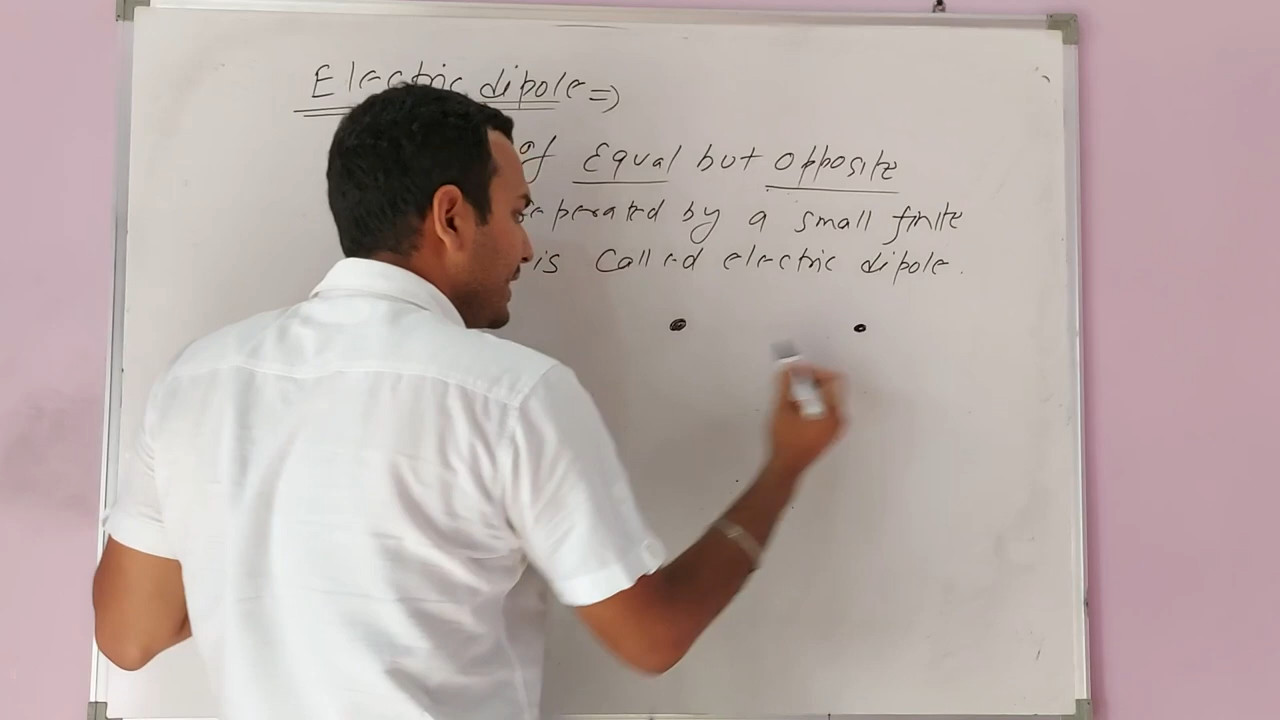 Electric dipole =>
of Equal but opposite
seperated by a small finite
is called electric dipole.